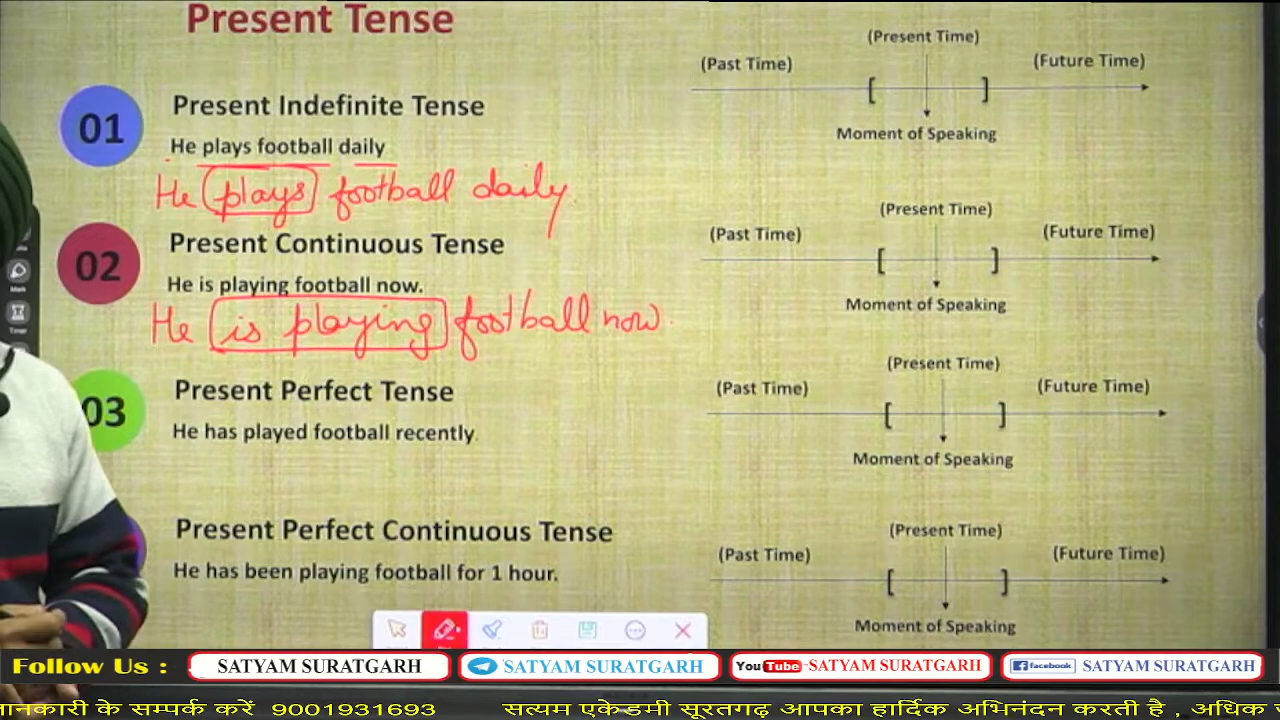 Present Tense
01
Present Indefinite Tense
He plays football daily
He plays football daily.
02
Present Continuous Tense
He is playing football now.
He is playing football now.
03
Present Perfect Tense
He has played football recently.
Present Perfect Continuous Tense
He has been playing football for 1 hour.
(Past Time) (Present Time) (Future Time)
[ ]
Moment of Speaking
(Past Time) (Present Time) (Future Time)
[ ]
Moment of Speaking
(Past Time) (Present Time) (Future Time)
[ ]
Moment of Speaking
(Past Time) (Present Time) (Future Time)
[ ]
Moment of Speaking
Mark
Timer
Follow Us : SATYAM SURATGARH SATYAM SURATGARH YouTube-SATYAM SURATGARH facebook SATYAM SURATGARH
के सम्पर्क करें 9001931693 सत्यम एकेडमी सूरतगढ़ आपका हार्दिक अभिनंदन करती है , अधिक